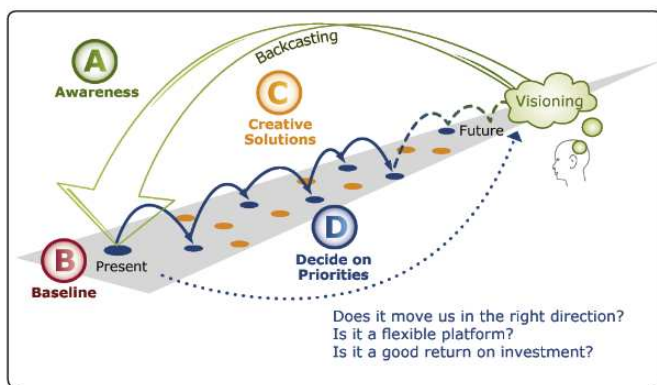 Backcasting
A
Awareness
C
Creative
Solutions
Visioning
Future
D
Decide on
Priorities
B
Present
Baseline
Does it move us in the right direction?
Is it a flexible platform?
Is it a good return on investment?